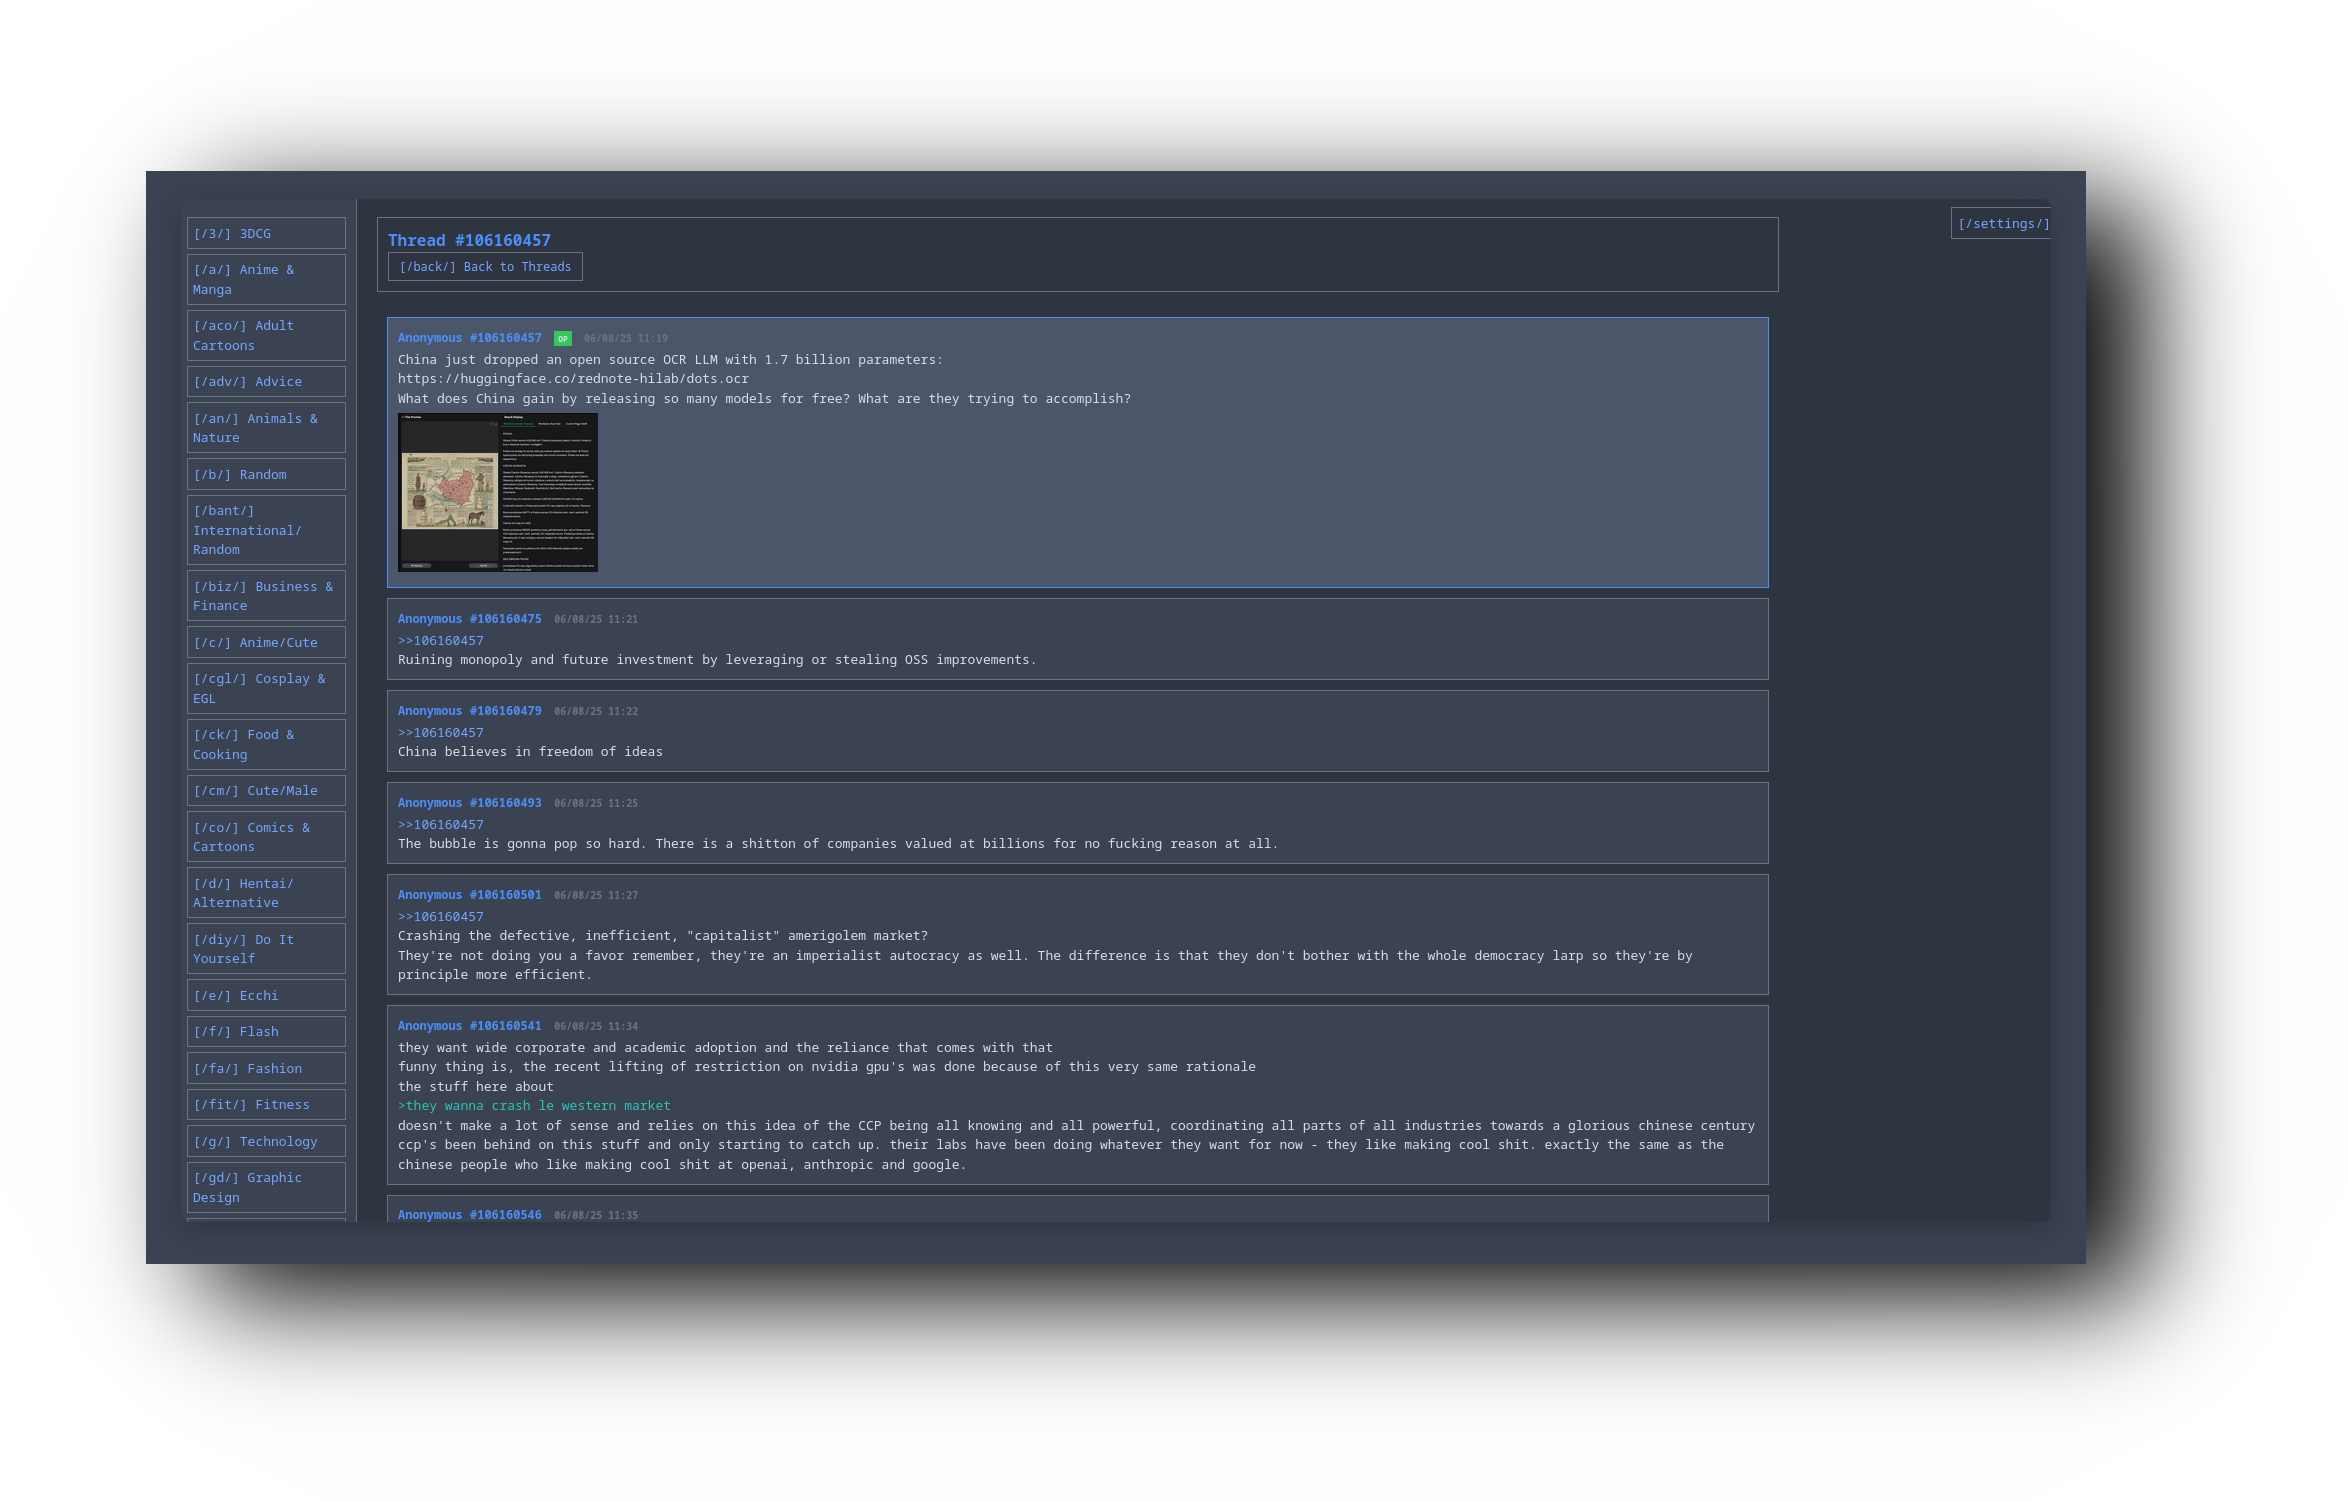 [/3/] 3DCG
[/a/] Anime &
Manga
[/aco/] Adult
Cartoons
[/adv/] Advice
[/an/] Animals &
Nature
[/b/] Random
[/bant/]
International/
Random
[/biz/] Business &
Finance
[/c/] Anime/Cute
[/cgl/] Cosplay &
EGL
[/ck/] Food &
Cooking
[/cm/] Cute/Male
[/co/] Comics &
Cartoons
[/d/] Hentai/
Alternative
[/diy/] Do It
Yourself
[/e/] Ecchi
[/f/] Flash
[/fa/] Fashion
[/fit/] Fitness
[/g/] Technology
[/gd/] Graphic
Design
[/settings/]
Thread #106160457
[/back/] Back to Threads
Anonymous #106160457 OP 06/08/25 11:19
China just dropped an open source OCR LLM with 1.7 billion parameters:
https://huggingface.co/rednote-hilab/dots.ocr
What does China gain by releasing so many models for free? What are they trying to accomplish?
Anonymous #106160475 06/08/25 11:21
>>106160457
Ruining monopoly and future investment by leveraging or stealing OSS improvements.
Anonymous #106160479 06/08/25 11:22
>>106160457
China believes in freedom of ideas
Anonymous #106160493 06/08/25 11:25
>>106160457
The bubble is gonna pop so hard. There is a shitton of companies valued at billions for no fucking reason at all.
Anonymous #106160501 06/08/25 11:27
>>106160457
Crashing the defective, inefficient, "capitalist" amerigolem market?
They're not doing you a favor remember, they're an imperialist autocracy as well. The difference is that they don't bother with the whole democracy larp so they're by
principle more efficient.
Anonymous #106160541 06/08/25 11:34
they want wide corporate and academic adoption and the reliance that comes with that
funny thing is, the recent lifting of restriction on nvidia gpu's was done because of this very same rationale
the stuff here about
>they wanna crash le western market
doesn't make a lot of sense and relies on this idea of the CCP being all knowing and all powerful, coordinating all parts of all industries towards a glorious chinese century
ccp's been behind on this stuff and only starting to catch up. their labs have been doing whatever they want for now - they like making cool shit. exactly the same as the
chinese people who like making cool shit at openai, anthropic and google.
Anonymous #106160546 06/08/25 11:35